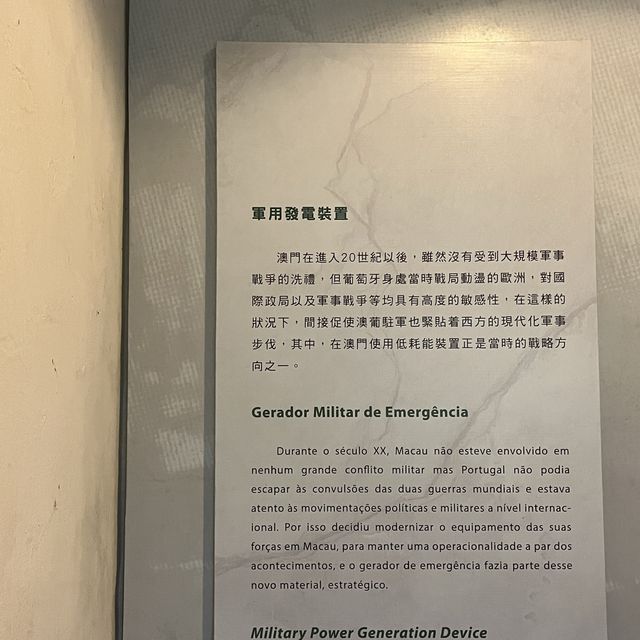 軍用發電裝置
澳門在進入20世紀以後，雖然沒有受到大規模軍事
戰爭的洗禮，但葡萄牙身處當時戰局動盪的歐洲，對國
際政局以及軍事戰爭等均具有高度的敏感性，在這樣的
狀況下，間接促使澳葡駐軍也緊貼着西方的現代化軍事
步伐，其中，在澳門使用低耗能裝置正是當時的戰略方
向之一。
Gerador Militar de Emergência
Durante o século XX, Macau não esteve envolvido em
nenhum grande conflito militar mas Portugal não podia
escapar às convulsões das duas guerras mundiais e estava
atento às movimentações políticas e militares a nível internac-
ional. Por isso decidiu modernizar o equipamento das suas
forças em Macau, para manter uma operacionalidade a par dos
acontecimentos, e o gerador de emergência fazia parte desse
novo material, estratégico.
Military Power Generation Device